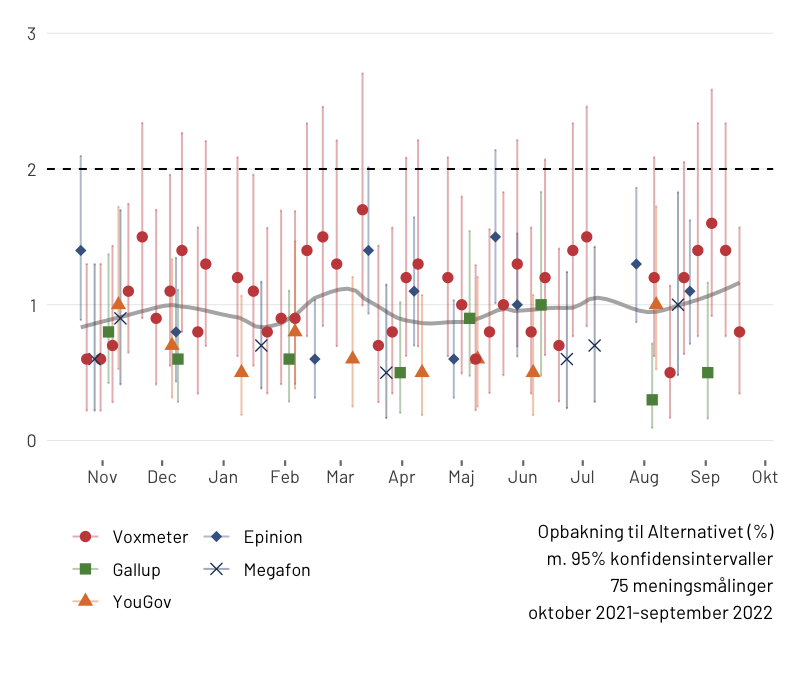 3
2
1
0
Nov Dec Jan Feb Mar Apr Maj Jun Jul Aug Sep Okt
Voxmeter Epinion
Gallup Megafon
YouGov
Opbakning til Alternativet (%)
m. 95% konfidensintervaller
75 meningsmålinger
oktober 2021-september 2022